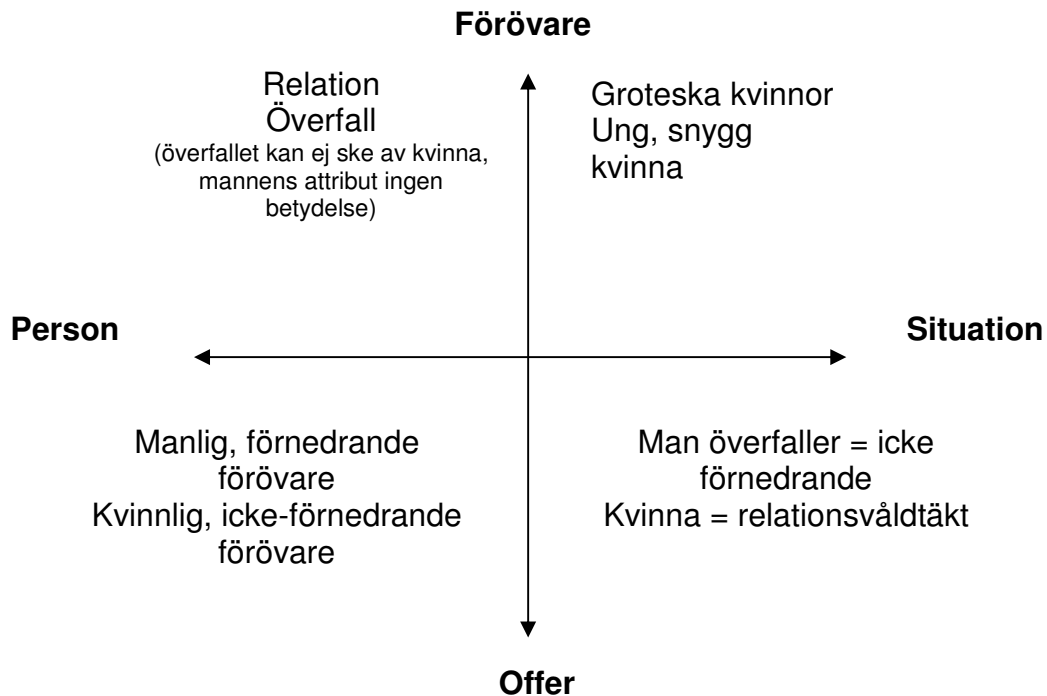 Förövare
Relation
Överfall
(överfallet kan ej ske av kvinna,
mannens attribut ingen
betydelse)
Groteska kvinnor
Ung, snygg
kvinna
Person
Situation
Manlig, förnedrande
förövare
Kvinnlig, icke-förnedrande
förövare
Man överfaller = icke
förnedrande
Kvinna = relationsvåldtäkt
Offer